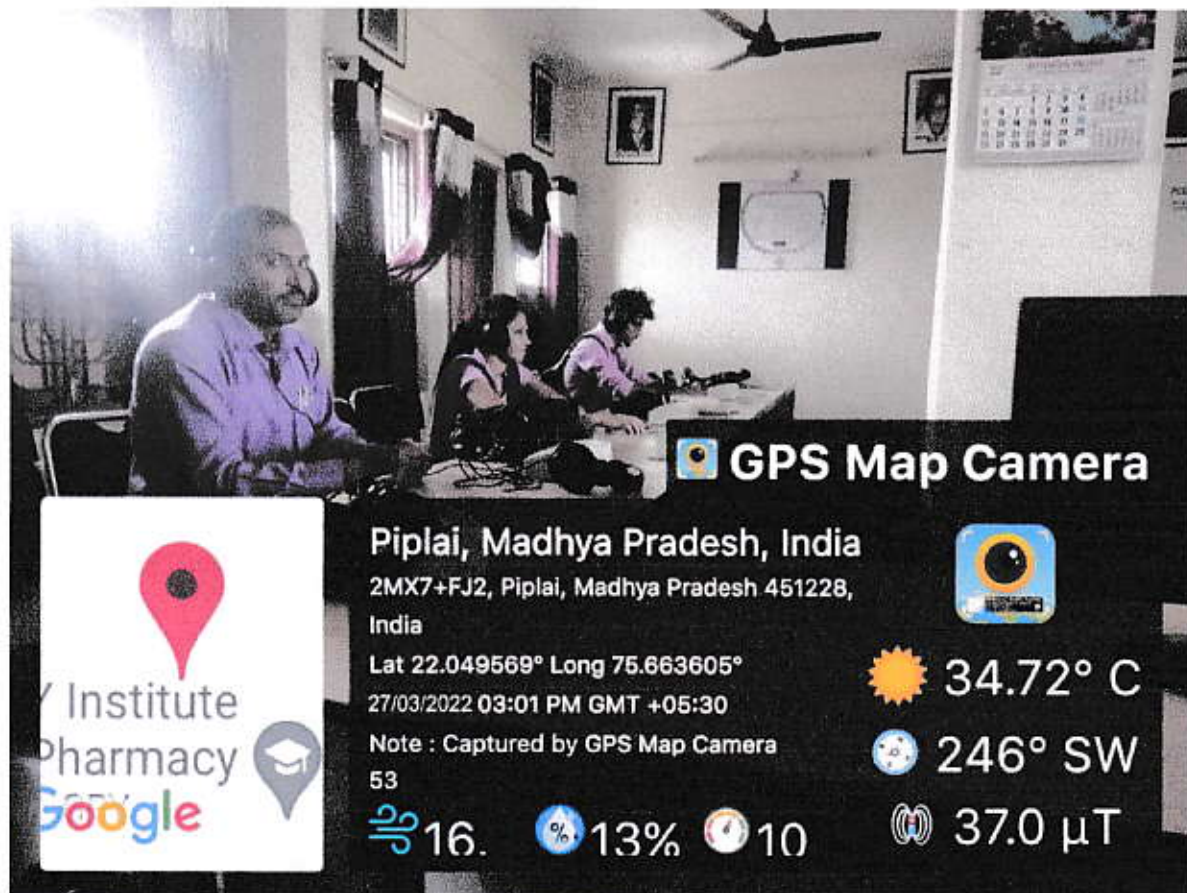 GPS Map Camera
Piplai, Madhya Pradesh, India
2MX7+FJ2, Piplai, Madhya Pradesh 451228,
India
Lat 22.049569° Long 75.663605°
27/03/2022 03:01 PM GMT +05:30
Note : Captured by GPS Map Camera
53
Institute
Pharmacy
Google
34.72° C
246° SW
37.0 µT
16.
13%
10